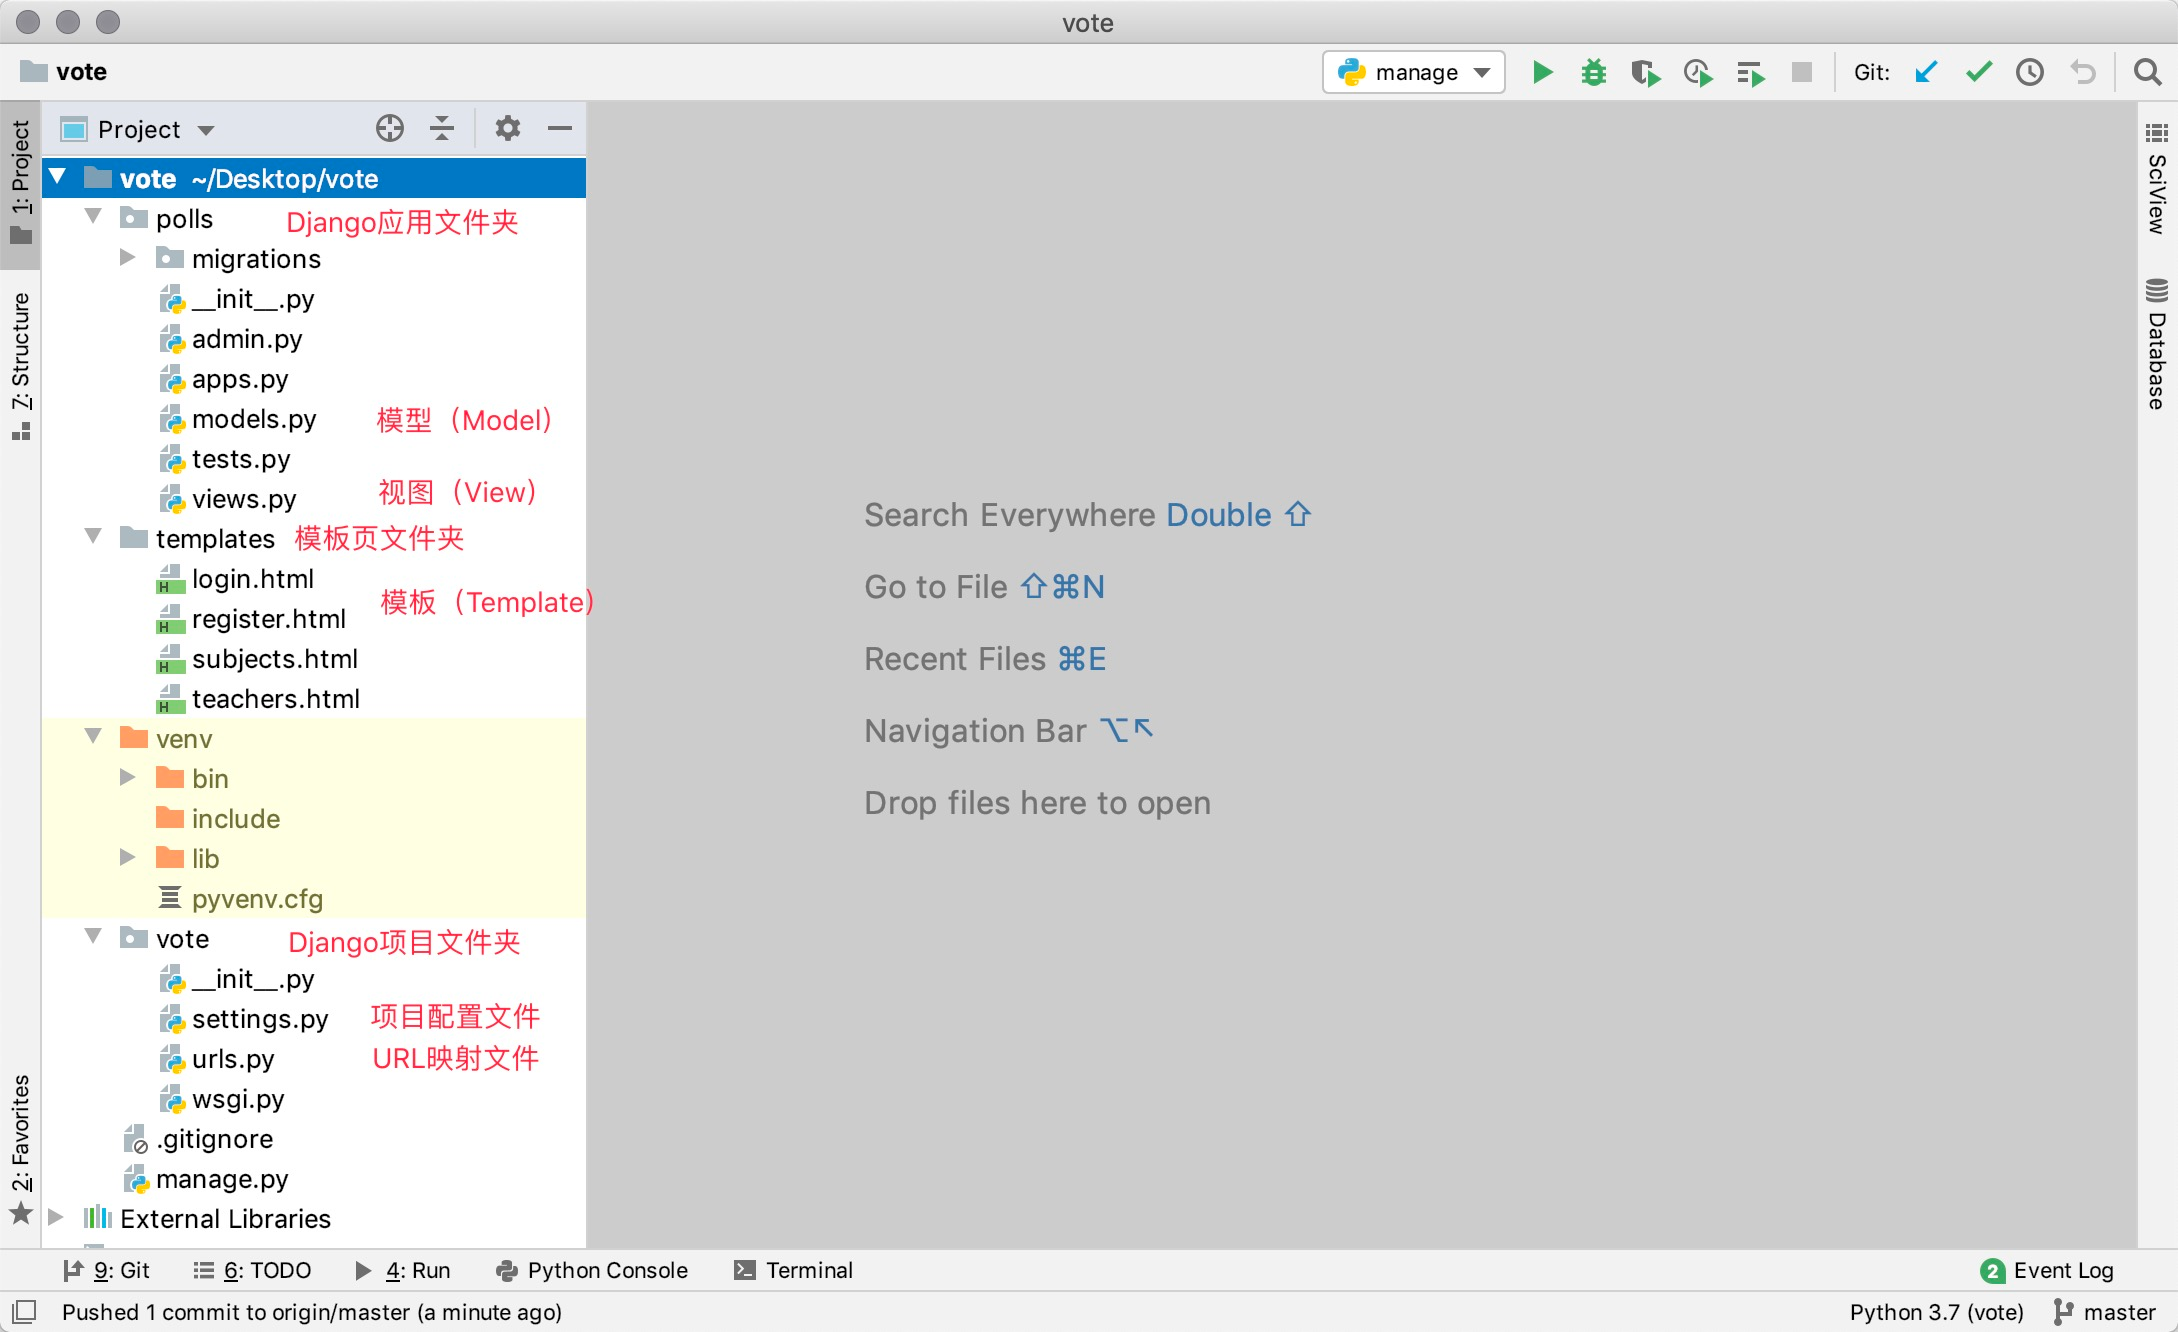 vote
vote
manage
Git:
1: Project
7: Structure
2: Favorites
Project
vote ~/Desktop/vote
polls Django应用文件夹
migrations
__init__.py
admin.py
apps.py
models.py 模型（Model）
tests.py
views.py 视图（View）
templates 模板页文件夹
login.html
模板（Template）
register.html
subjects.html
teachers.html
venv
bin
include
lib
pyvenv.cfg
vote Django项目文件夹
__init__.py
settings.py 项目配置文件
urls.py URL映射文件
wsgi.py
.gitignore
manage.py
External Libraries
Search Everywhere Double ⇧
Go to File ⇧⌘N
Recent Files ⌘E
Navigation Bar ⌥↖
Drop files here to open
SciView
Database
9: Git 6: TODO 4: Run Python Console Terminal 2 Event Log
Pushed 1 commit to origin/master (a minute ago) Python 3.7 (vote) master